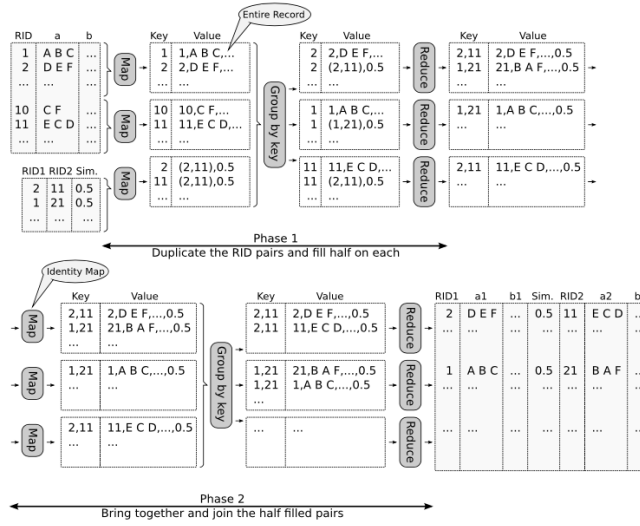 Entire Record
RID a b
1 A B C ...
2 D E F ...
... ...
10 C F ...
11 E C D ...
... ...
RID1 RID2 Sim.
2 11 0.5
1 21 0.5
... ... ...
Map
Map
Map
Key Value
1 1,A B C,...
2 2,D E F,...
... ...
10 10,C F,...
11 11,E C D,...
... ...
2 (2,11),0.5
11 (2,11),0.5
... ...
Group by key
Key Value
2 2,D E F,...
2 (2,11),0.5
... ...
1 1,A B C,...
1 (1,21),0.5
... ...
11 11,E C D,...
11 (2,11),0.5
... ...
Reduce
Reduce
Reduce
Key Value
2,11 2,D E F,...,0.5
1,21 21,B A F,...,0.5
... ...
1,21 1,A B C,...,0.5
... ...
2,11 11,E C D,...,0.5
... ...
Phase 1
Duplicate the RID pairs and fill half on each
Identity Map
Map
Map
Map
Key Value
2,11 2,D E F,...,0.5
1,21 21,B A F,...,0.5
... ...
1,21 1,A B C,...,0.5
... ...
2,11 11,E C D,...,0.5
... ...
Group by key
Key Value
2,11 2,D E F,...,0.5
2,11 11,E C D,...,0.5
... ...
1,21 21,B A F,...,0.5
1,21 1,A B C,...,0.5
... ...
... ...
Reduce
Reduce
Reduce
RID1 a1 b1 Sim. RID2 a2 b
2 D E F ... 0.5 11 E C D ...
... ... ... ... ...
1 A B C ... 0.5 21 B A F ...
... ... ... ... ...
... ... ... ... ...
Phase 2
Bring together and join the half filled pairs